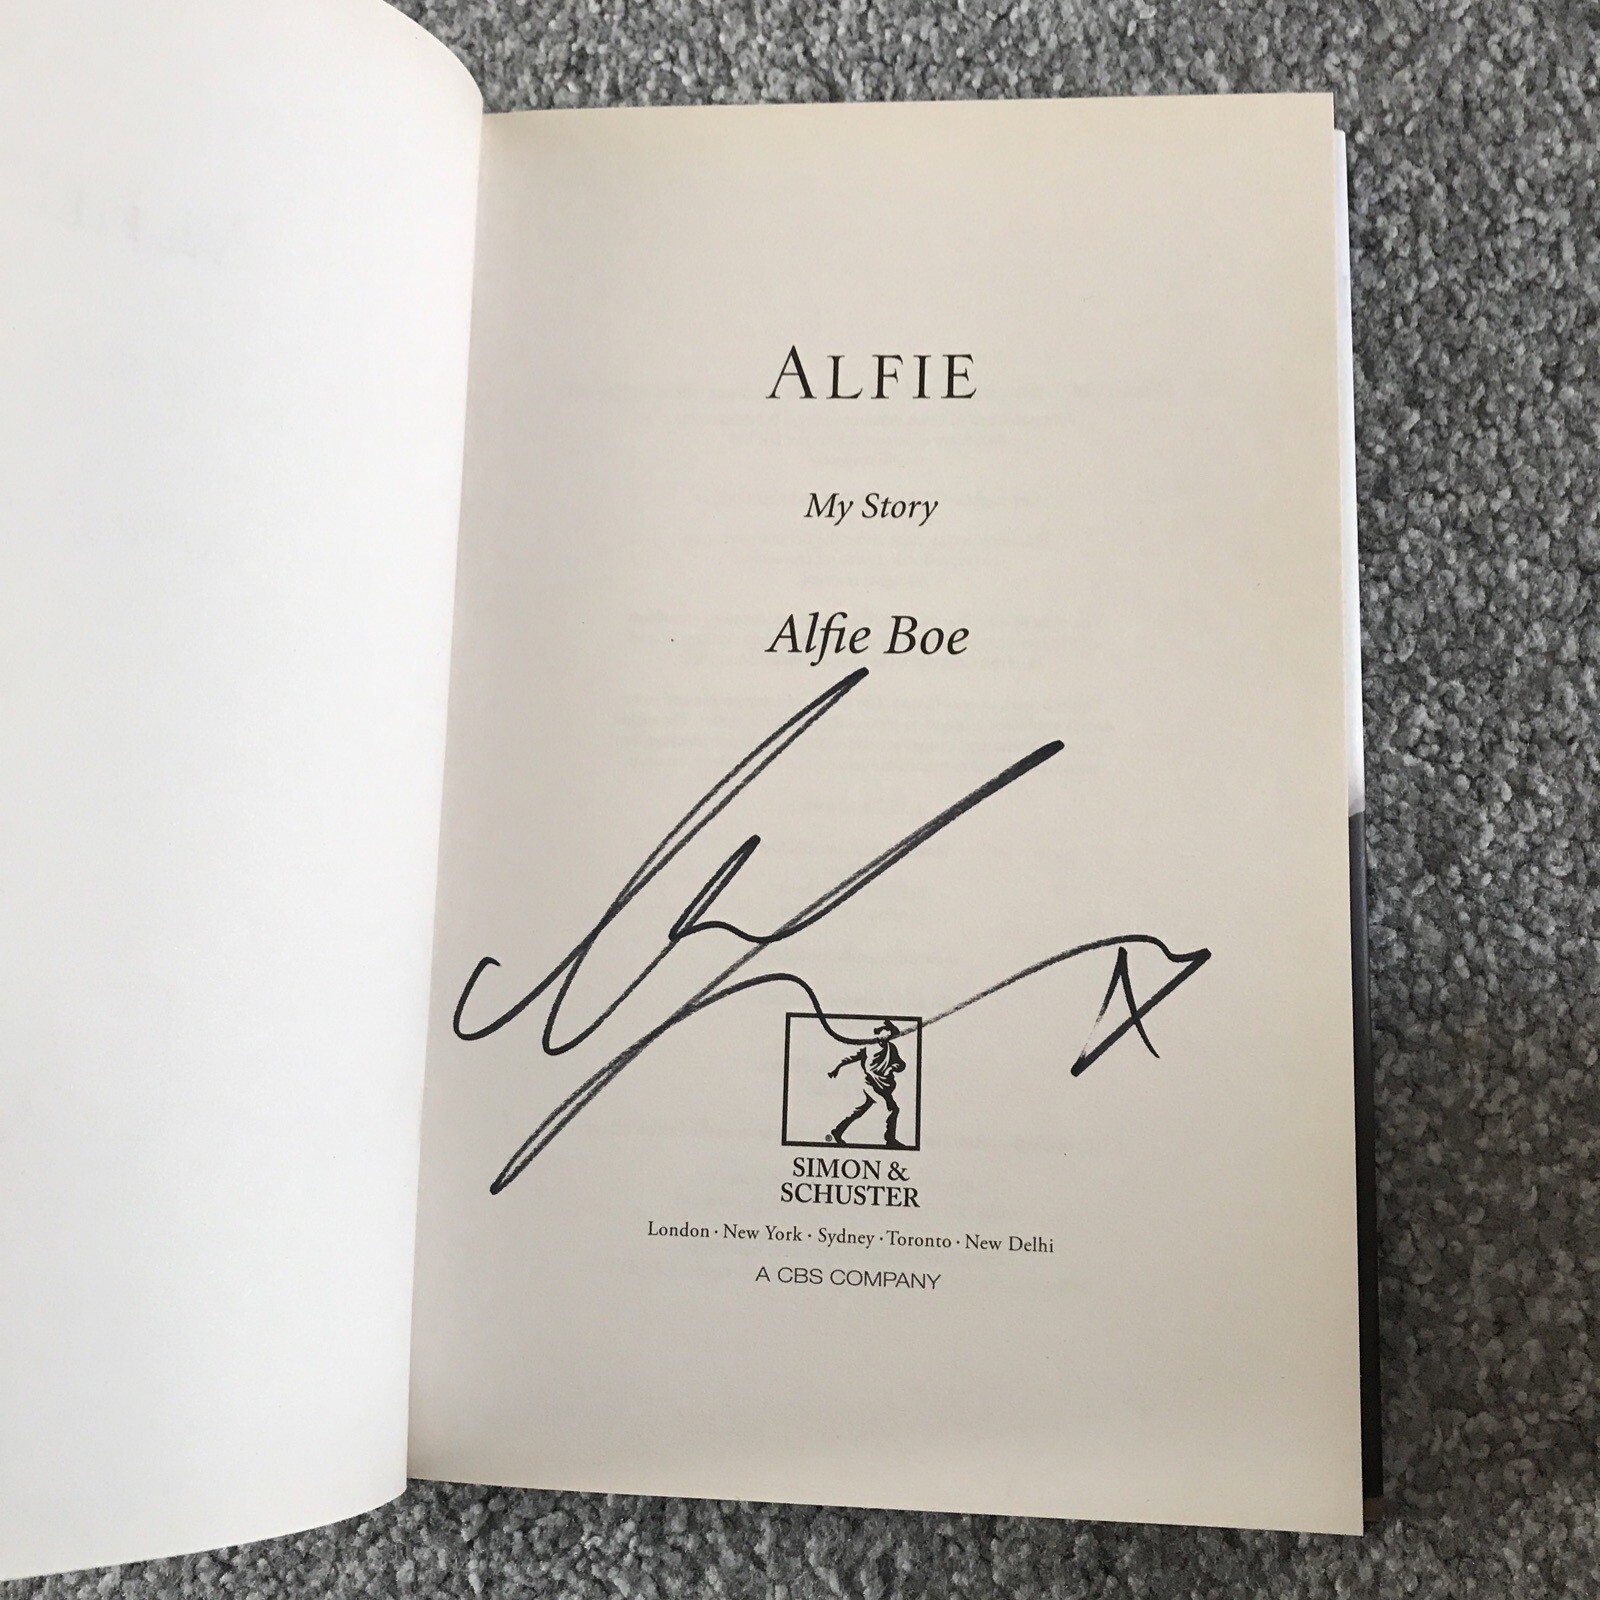 ALFIE
My Story
Alfie Boe
SIMON &
SCHUSTER
London · New York · Sydney · Toronto · New Delhi
A CBS COMPANY